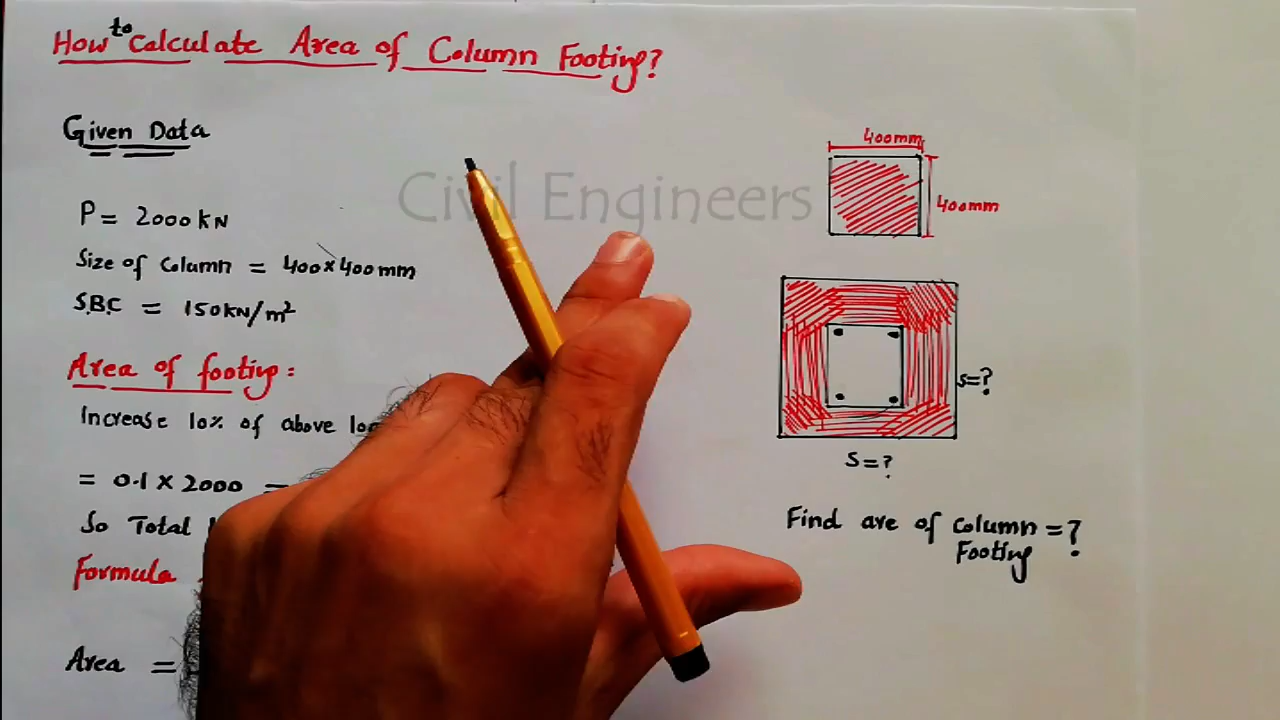 How to Calculate Area of Column Footing?
Given Data
P = 2000 kN
Size of Column = 400 × 400 mm
S.B.C = 150 KN/m²
Area of footing:
Increase 10% of above
= 0.1 × 2000 =
So Total
Formula
Area =
Civil Engineers
400mm
400mm
S=?
S=?
Find are of column = ?
Footing